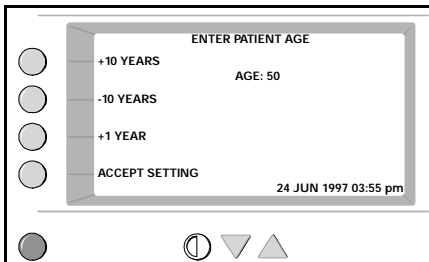 ENTER PATIENT AGE
+10 YEARS
AGE: 50
-10 YEARS
+1 YEAR
ACCEPT SETTING
24 JUN 1997 03:55 pm